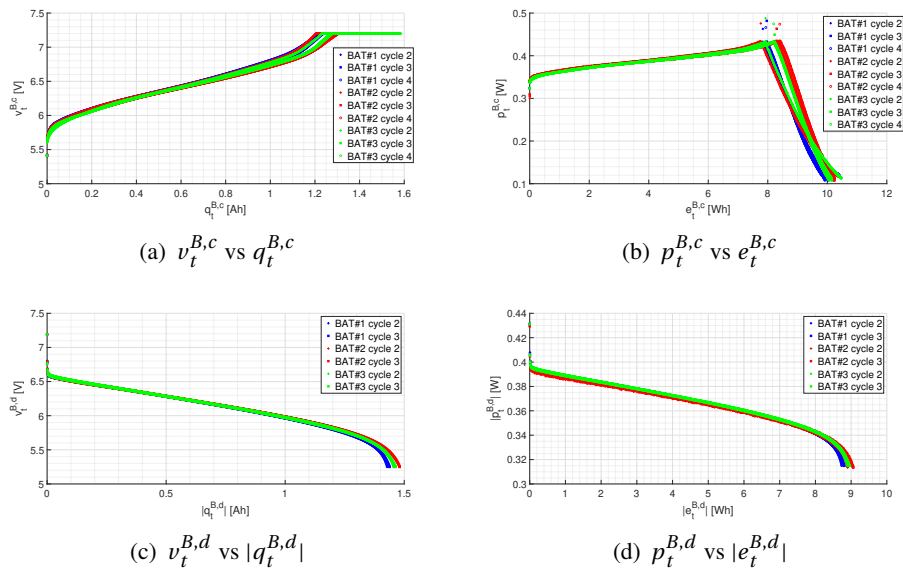 7.5
7
6.5
6
5.5
5
v_t^{B,c} [V]
0 0.2 0.4 0.6 0.8 1 1.2 1.4 1.6
q_t^{B,c} [Ah]
BAT#1 cycle 2
BAT#1 cycle 3
BAT#1 cycle 4
BAT#2 cycle 2
BAT#2 cycle 3
BAT#2 cycle 4
BAT#3 cycle 2
BAT#3 cycle 3
BAT#3 cycle 4
(a) v_t^{B,c} vs q_t^{B,c}
0.5
0.4
0.3
0.2
0.1
p_t^{B,c} [W]
0 2 4 6 8 10 12
e_t^{B,c} [Wh]
BAT#1 cycle 2
BAT#1 cycle 3
BAT#1 cycle 4
BAT#2 cycle 2
BAT#2 cycle 3
BAT#2 cycle 4
BAT#3 cycle 2
BAT#3 cycle 3
BAT#3 cycle 4
(b) p_t^{B,c} vs e_t^{B,c}
7.5
7
6.5
6
5.5
5
v_t^{B,d} [V]
0 0.5 1 1.5
|q_t^{B,d}| [Ah]
BAT#1 cycle 2
BAT#1 cycle 3
BAT#2 cycle 2
BAT#2 cycle 3
BAT#3 cycle 2
BAT#3 cycle 3
(c) v_t^{B,d} vs |q_t^{B,d}|
0.44
0.42
0.4
0.38
0.36
0.34
0.32
0.3
|p_t^{B,d}| [W]
0 1 2 3 4 5 6 7 8 9 10
|e_t^{B,d}| [Wh]
BAT#1 cycle 2
BAT#1 cycle 3
BAT#2 cycle 2
BAT#2 cycle 3
BAT#3 cycle 2
BAT#3 cycle 3
(d) p_t^{B,d} vs |e_t^{B,d}|